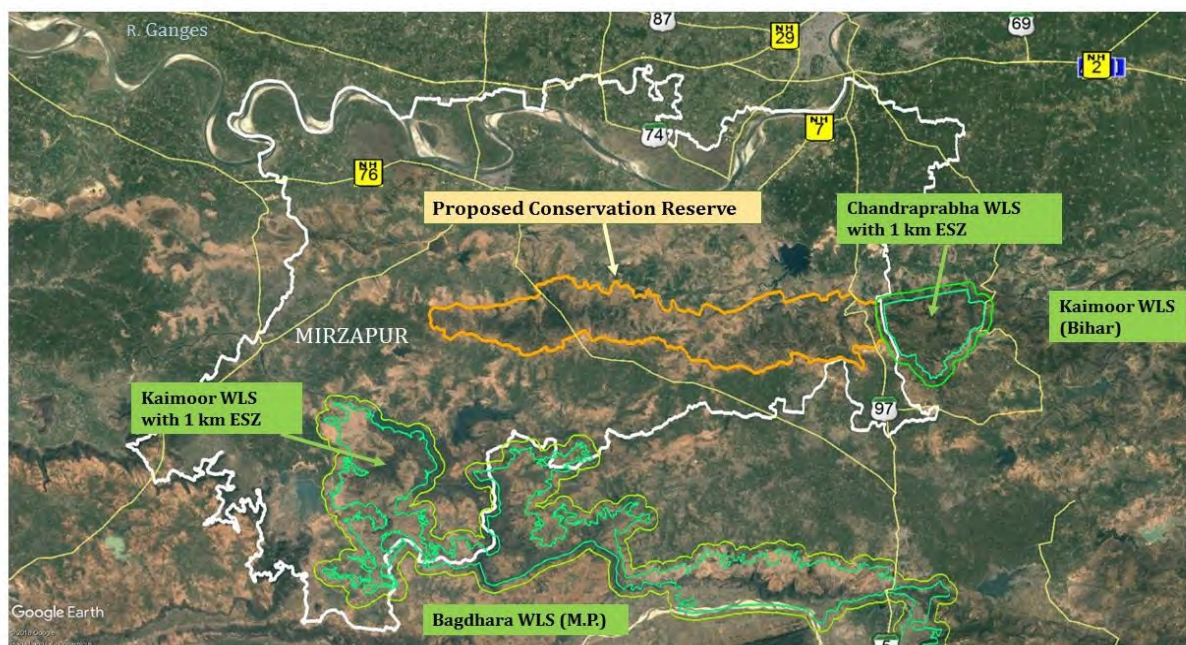 R. Ganges
87
69
NH
29
NH
2
NH
7
74
NH
76
Proposed Conservation Reserve
Chandraprabha WLS
with 1 km ESZ
Kaimoor WLS
(Bihar)
MIRZAPUR
Kaimoor WLS
with 1 km ESZ
97
Bagdhara WLS (M.P.)
Google Earth